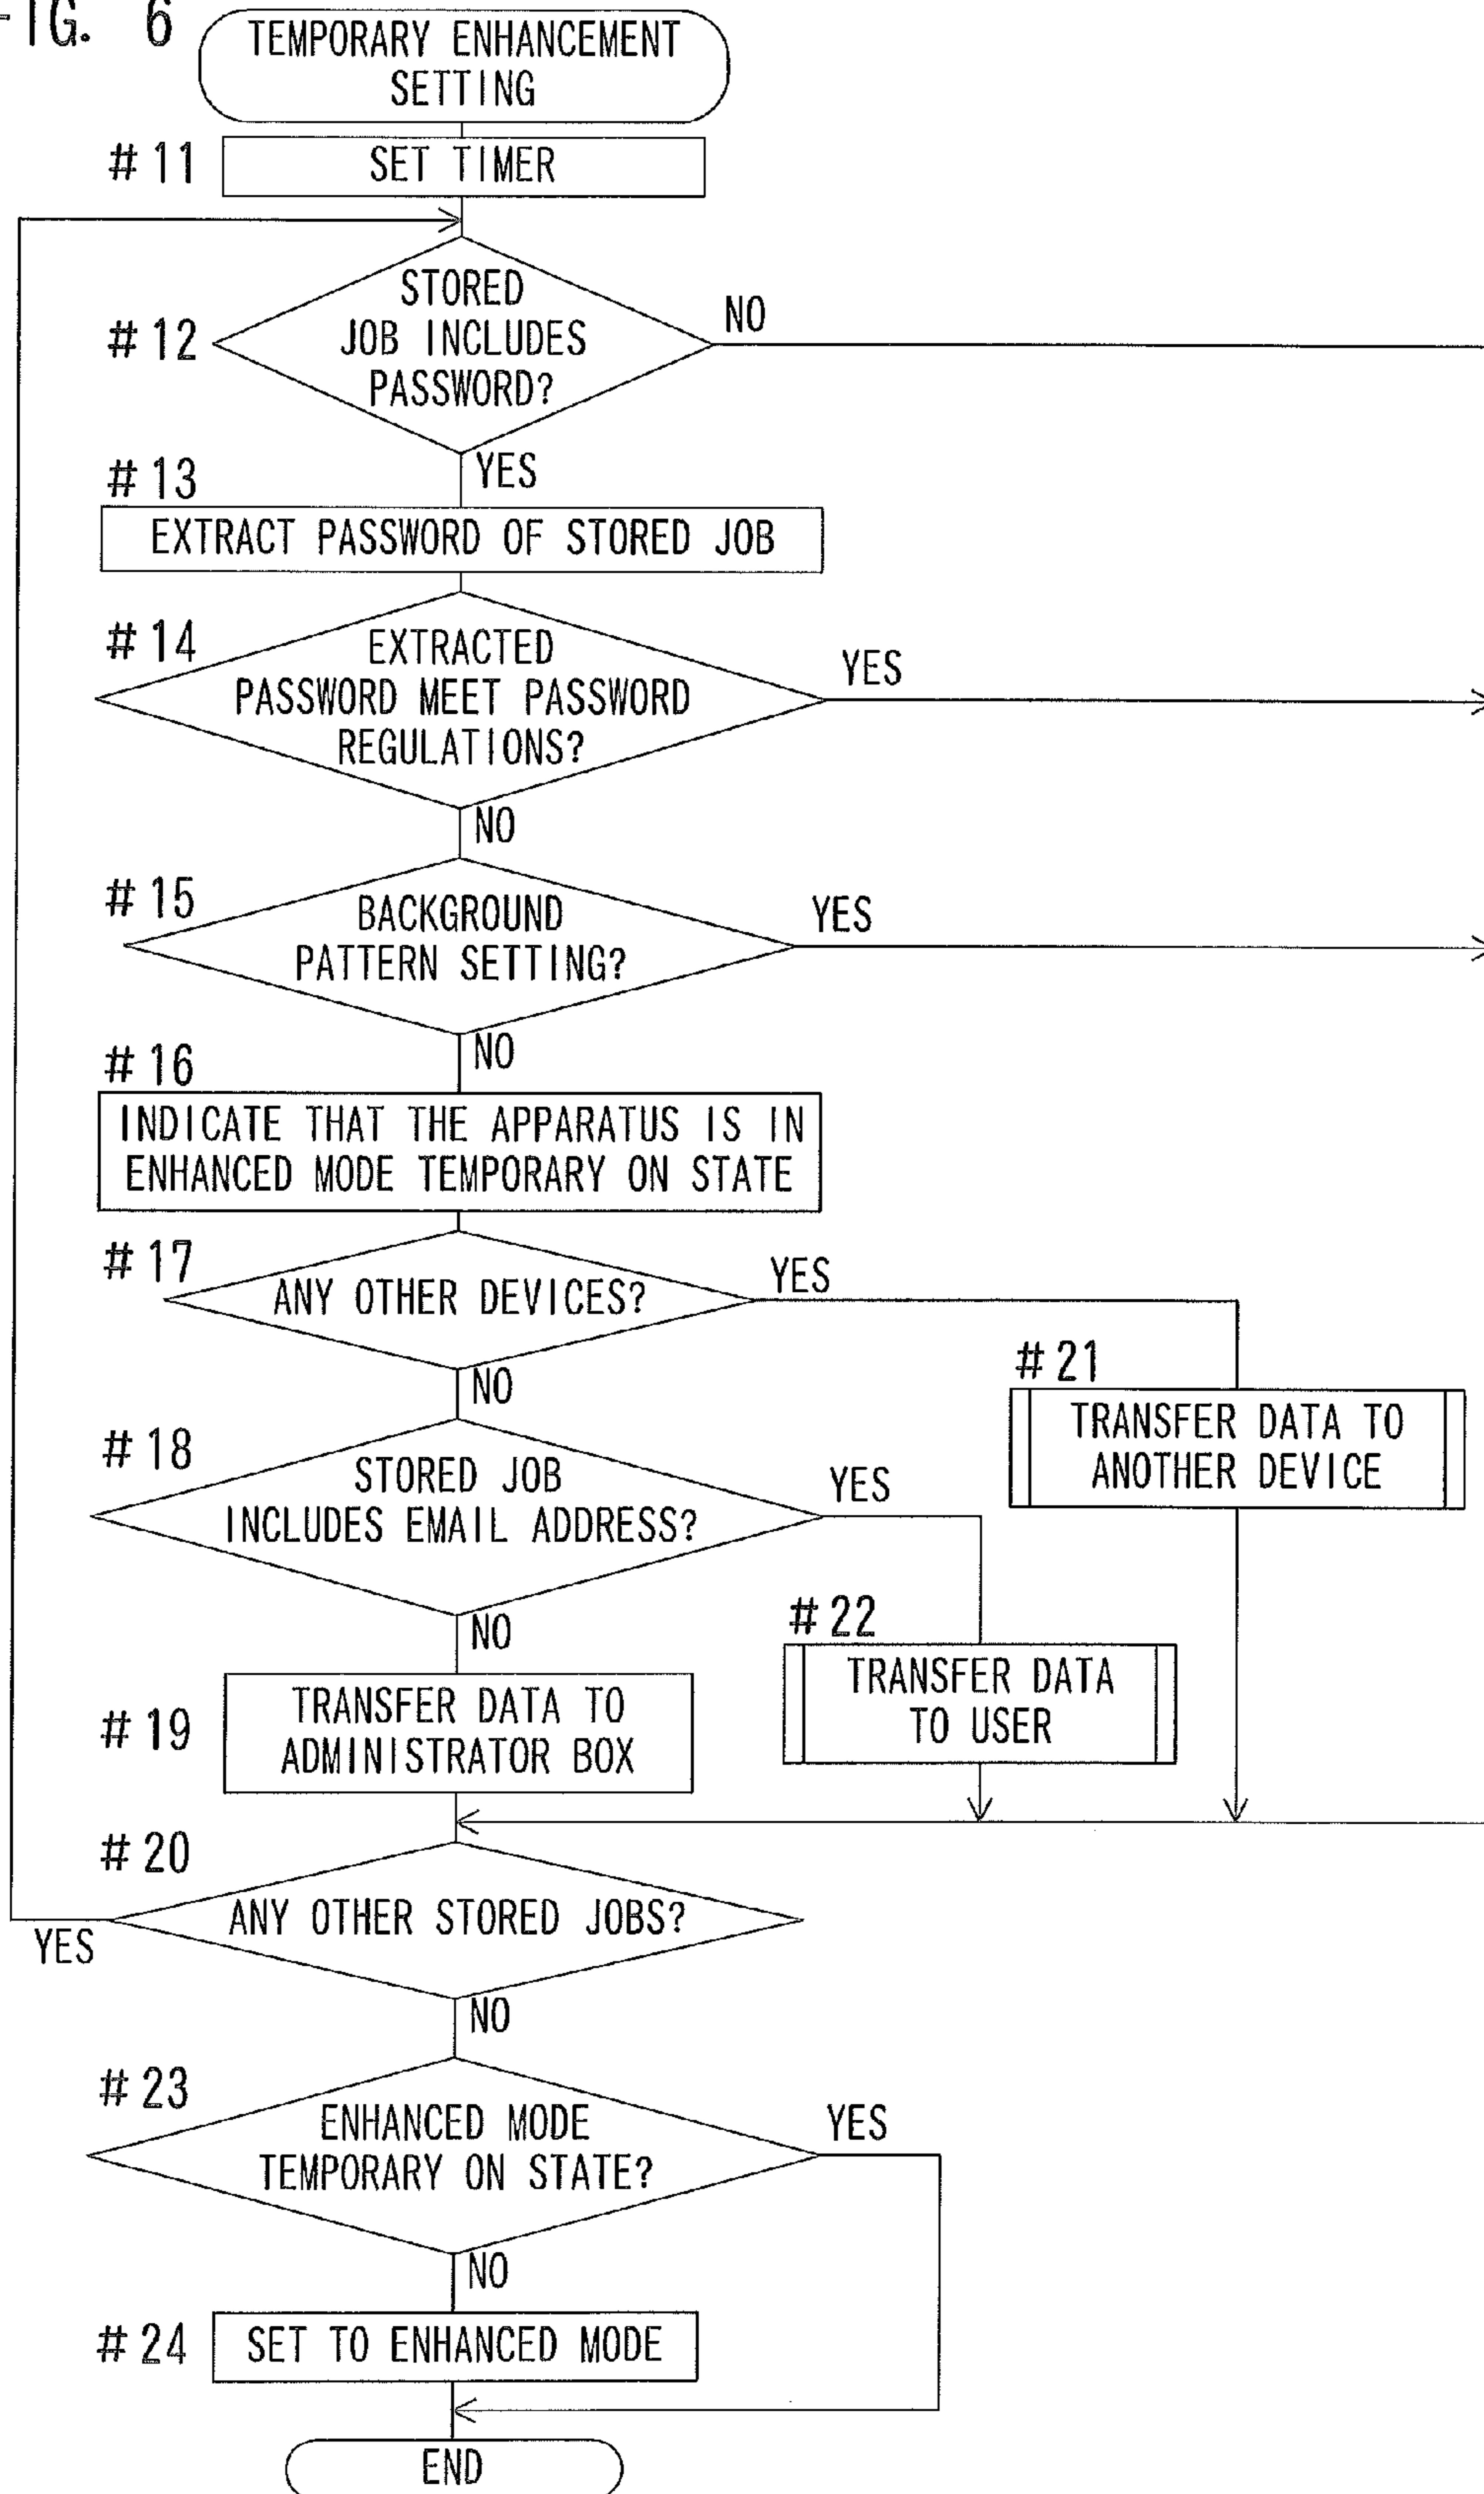 FIG. 6
TEMPORARY ENHANCEMENT
SETTING
#11
SET TIMER
#12
STORED
JOB INCLUDES
PASSWORD?
NO
YES
#13
EXTRACT PASSWORD OF STORED JOB
#14
EXTRACTED
PASSWORD MEET PASSWORD
REGULATIONS?
YES
NO
#15
BACKGROUND
PATTERN SETTING?
YES
NO
#16
INDICATE THAT THE APPARATUS IS IN
ENHANCED MODE TEMPORARY ON STATE
#17
ANY OTHER DEVICES?
YES
NO
#21
TRANSFER DATA TO
ANOTHER DEVICE
#18
STORED JOB
INCLUDES EMAIL ADDRESS?
YES
NO
#22
TRANSFER DATA
TO USER
#19
TRANSFER DATA TO
ADMINISTRATOR BOX
#20
ANY OTHER STORED JOBS?
YES
NO
#23
ENHANCED MODE
TEMPORARY ON STATE?
YES
NO
#24
SET TO ENHANCED MODE
END